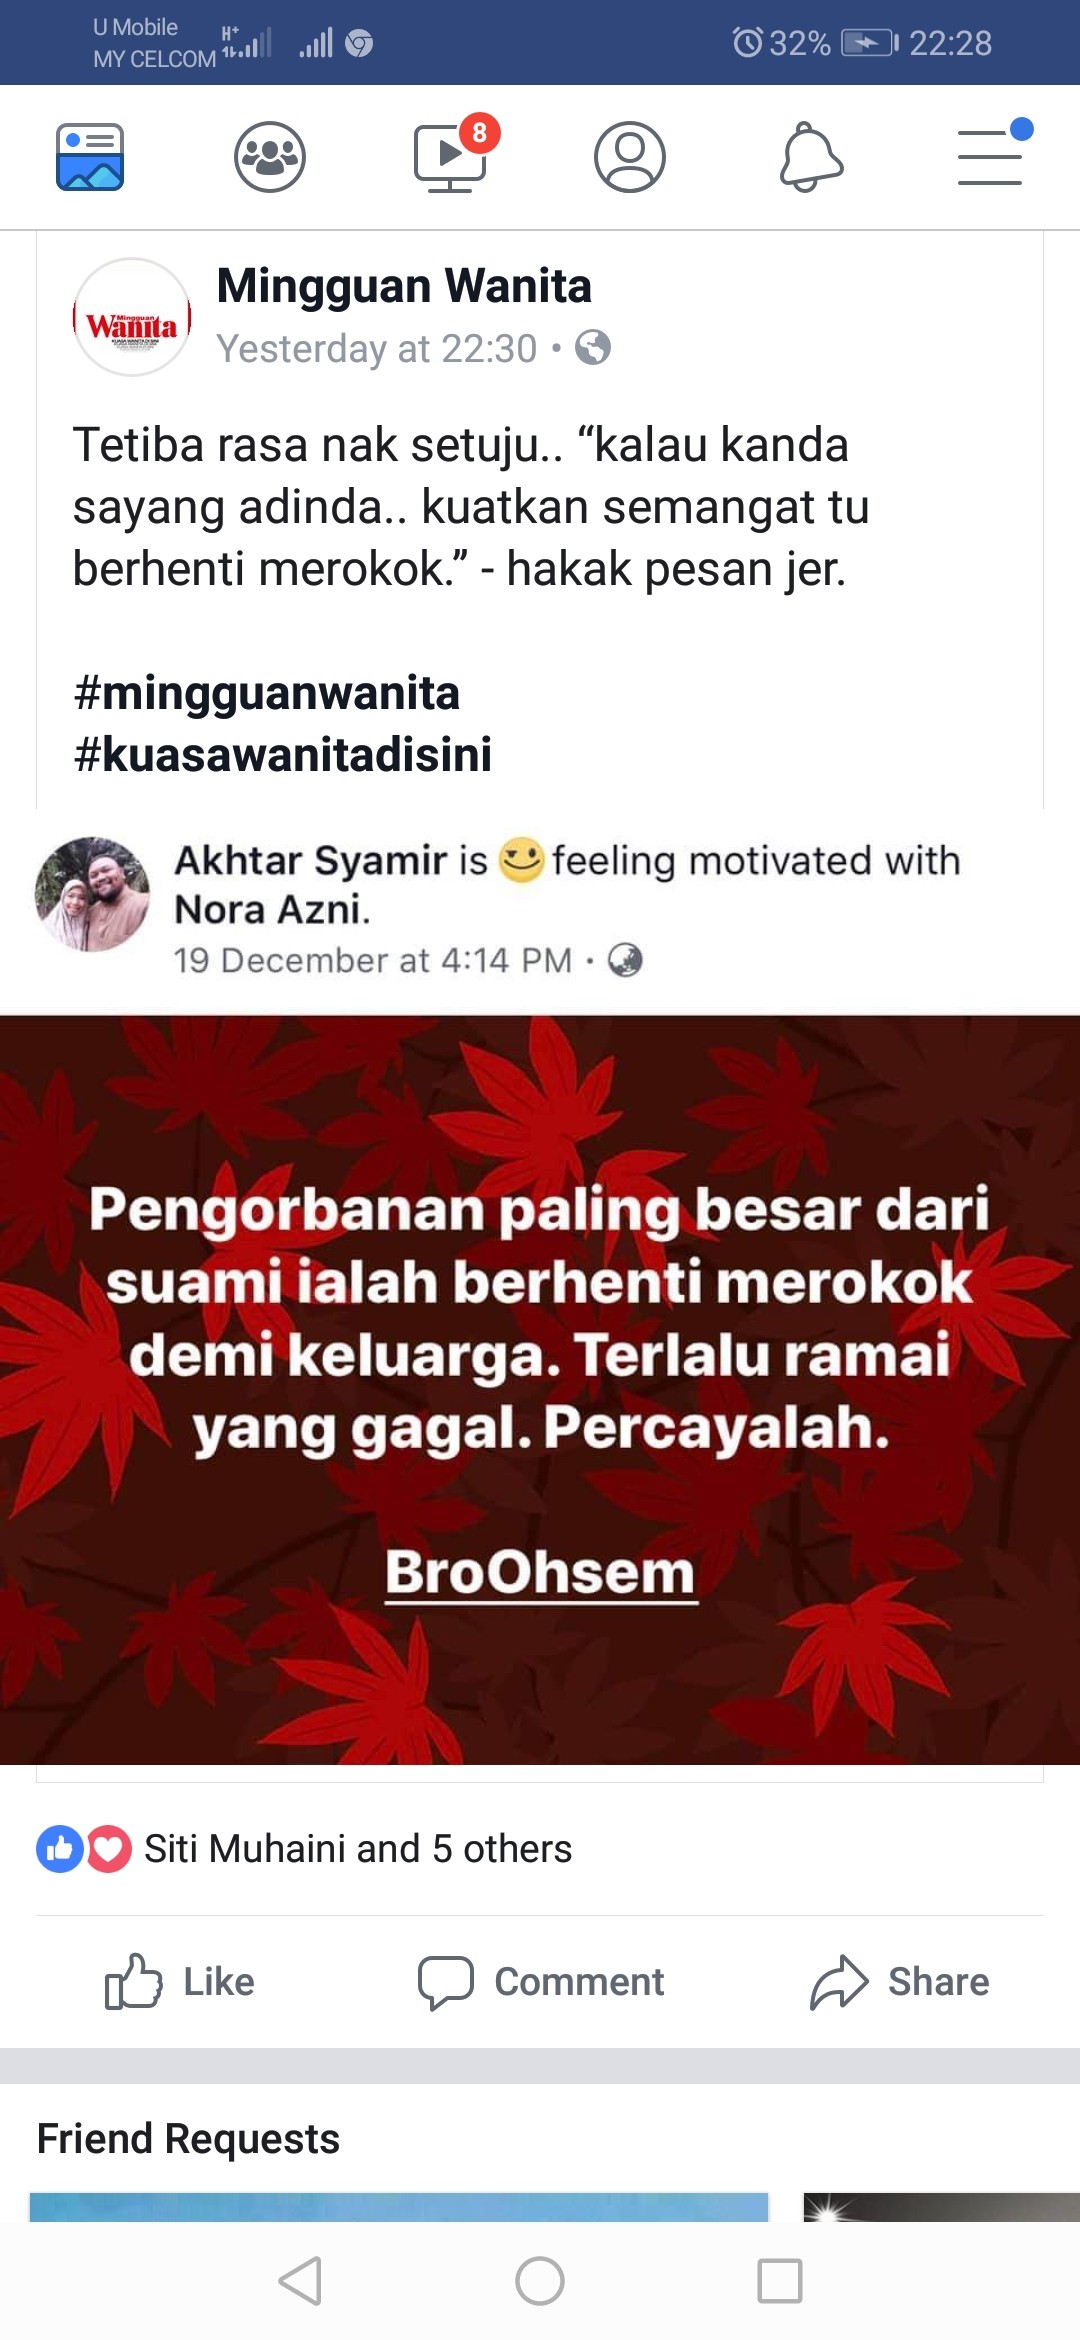 U Mobile
MY CELCOM
H+
32%
22:28
8
Mingguan Wanita
Yesterday at 22:30 ·
Mingguan
Wanita
Tetiba rasa nak setuju.. “kalau kanda
sayang adinda.. kuatkan semangat tu
berhenti merokok.” - hakak pesan jer.
#mingguanwanita
#kuasawanitadisini
Akhtar Syamir is feeling motivated with
Nora Azni.
19 December at 4:14 PM ·
Pengorbanan paling besar dari
suami ialah berhenti merokok
demi keluarga. Terlalu ramai
yang gagal. Percayalah.
BroOhsem
Siti Muhaini and 5 others
Like
Comment
Share
Friend Requests